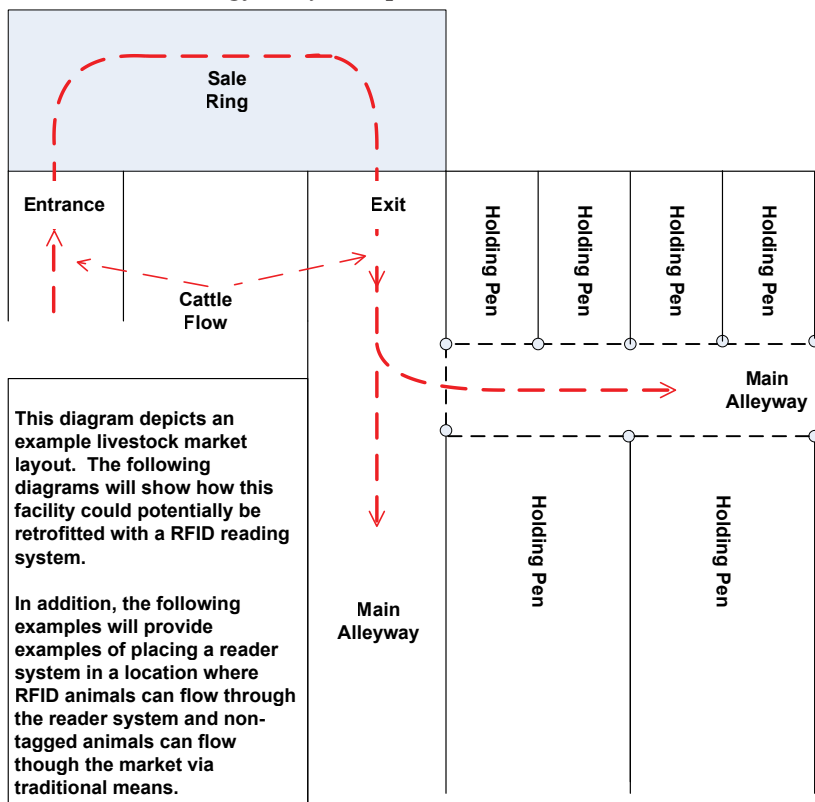 Sale
Ring
Entrance
Exit
Holding Pen
Holding Pen
Holding Pen
Holding Pen
Cattle
Flow
Main
Alleyway
This diagram depicts an
example livestock market
layout. The following
diagrams will show how this
facility could potentially be
retrofitted with a RFID reading
system.
In addition, the following
examples will provide
examples of placing a reader
system in a location where
RFID animals can flow through
the reader system and non-
tagged animals can flow
though the market via
traditional means.
Main
Alleyway
Holding Pen
Holding Pen